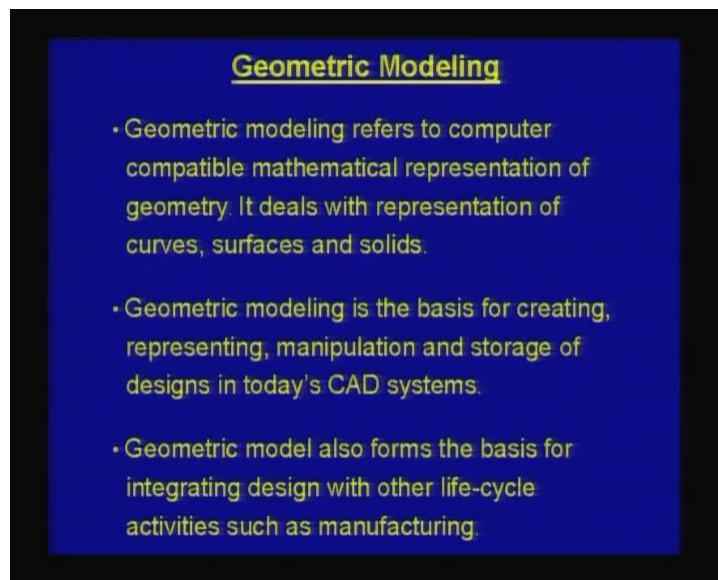 Geometric Modeling
• Geometric modeling refers to computer
compatible mathematical representation of
geometry. It deals with representation of
curves, surfaces and solids.
• Geometric modeling is the basis for creating,
representing, manipulation and storage of
designs in today's CAD systems.
• Geometric model also forms the basis for
integrating design with other life-cycle
activities such as manufacturing.